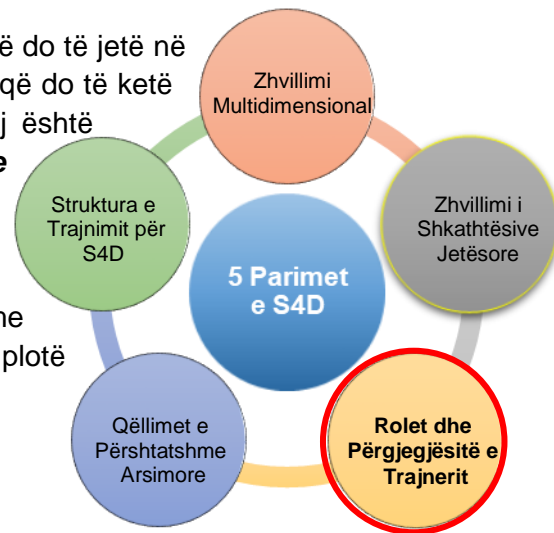 ë do të jetë në
që do të ketë
j është
e
he
plotë
Zhvillimi
Multidimensional
Zhvillimi i
Shkathtësive
Jetësore
Rolet dhe
Përgjegjësitë e
Trajnerit
Qëllimet e
Përshtatshme
Arsimore
Struktura e
Trajnimit për
S4D
5 Parimet
e S4D